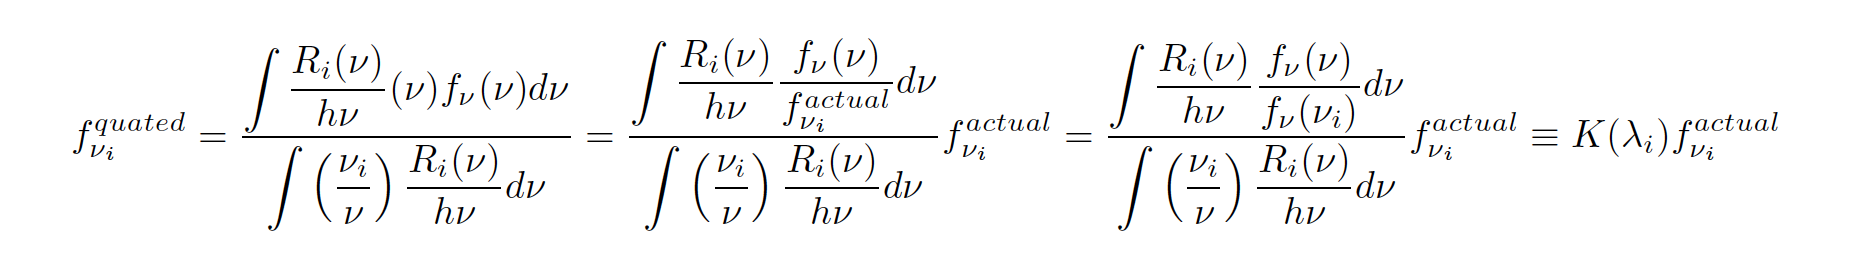 f_{\nu_i}^{quated} = \frac{\int \frac{R_i(\nu)}{h\nu}(\nu) f_\nu(\nu) d\nu}{\int \left(\frac{\nu_i}{\nu}\right) \frac{R_i(\nu)}{h\nu} d\nu} = \frac{\int \frac{R_i(\nu)}{h\nu} \frac{f_\nu(\nu)}{f_{\nu_i}^{actual}} d\nu}{\int \left(\frac{\nu_i}{\nu}\right) \frac{R_i(\nu)}{h\nu} d\nu} f_{\nu_i}^{actual} = \frac{\int \frac{R_i(\nu)}{h\nu} \frac{f_\nu(\nu)}{f_\nu(\nu_i)} d\nu}{\int \left(\frac{\nu_i}{\nu}\right) \frac{R_i(\nu)}{h\nu} d\nu} f_{\nu_i}^{actual} \equiv K(\lambda_i) f_{\nu_i}^{actual}